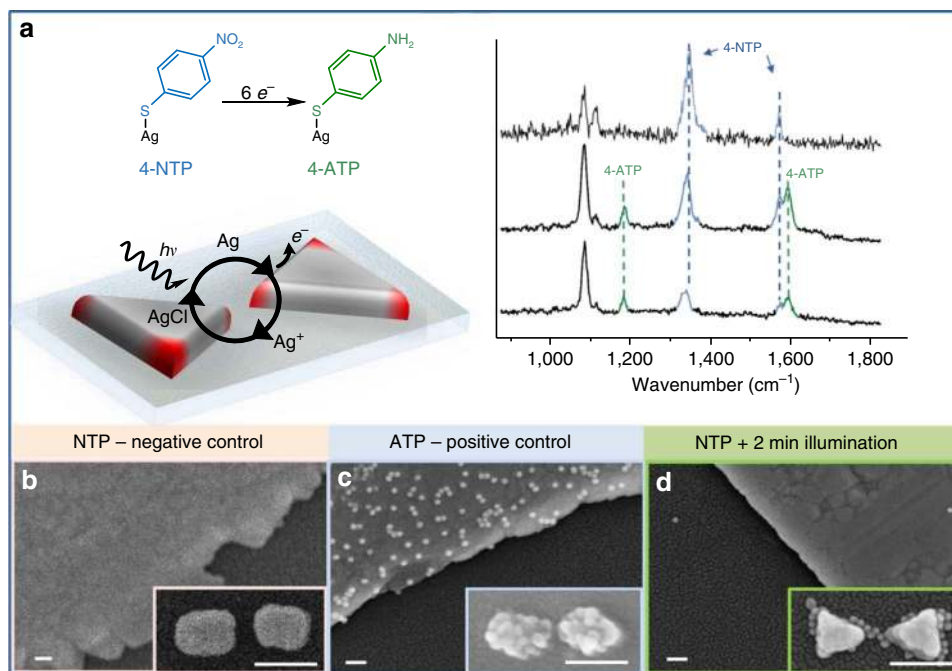 a
NO2
NH2
6 e−
S
S
Ag
Ag
4-NTP
4-ATP
hν
Ag
e−
AgCl
Ag+
4-NTP
4-ATP
4-ATP
1,000
1,200
1,400
1,600
1,800
Wavenumber (cm−1)
NTP – negative control
ATP – positive control
NTP + 2 min illumination
b
c
d